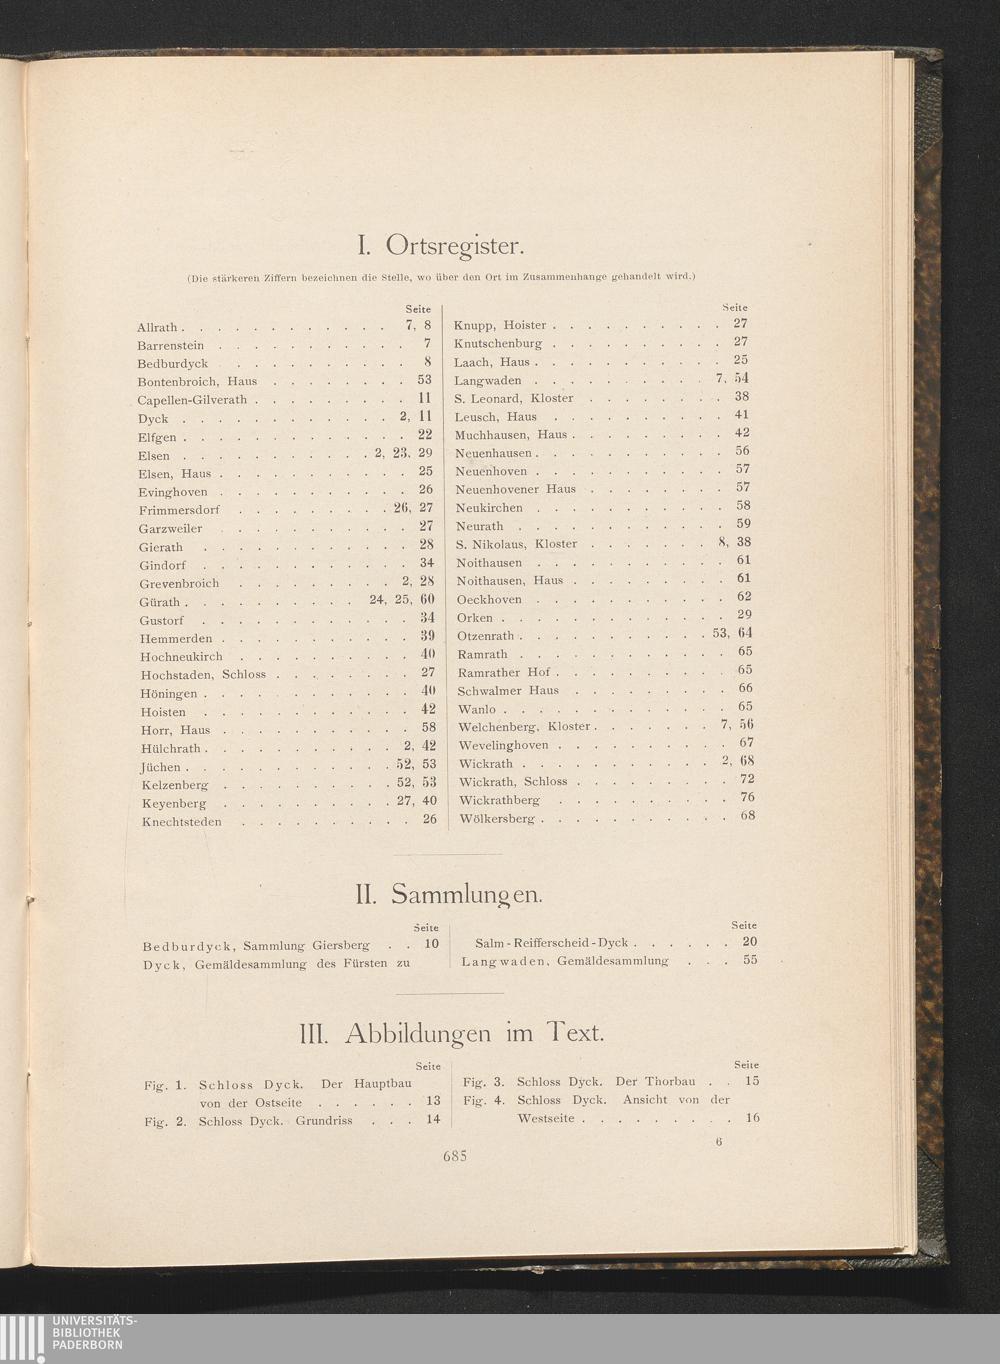 I. Ortsregister.
(Die stärkeren Ziffern bezeichnen die Stelle, wo über den Ort im Zusammenhange gehandelt wird.)
Seite
Allrath . . . . . . . . . . . . 7, 8
Barrenstein . . . . . . . . . . . 7
Bedburdyck . . . . . . . . . . 8
Bontenbroich, Haus . . . . . . . . 53
Capellen-Gilverath . . . . . . . . . 11
Dyck . . . . . . . . . . . . 2, 11
Elfgen . . . . . . . . . . . . . 22
Elsen . . . . . . . . . . . 2, 23, 29
Elsen, Haus . . . . . . . . . . . 25
Evinghoven . . . . . . . . . . . 26
Frimmersdorf . . . . . . . . . 26, 27
Garzweiler . . . . . . . . . . 27
Gierath . . . . . . . . . . . . 28
Gindorf . . . . . . . . . . . . 34
Grevenbroich . . . . . . . . . 2, 28
Gürath . . . . . . . . . . 24, 25, 60
Gustorf . . . . . . . . . . . . 34
Hemmerden . . . . . . . . . . . 39
Hochneukirch . . . . . . . . . . 40
Hochstaden, Schloss . . . . . . . . 27
Höningen . . . . . . . . . . . . 40
Hoisten . . . . . . . . . . . . 42
Horr, Haus . . . . . . . . . . . 58
Hülchrath . . . . . . . . . . . 2, 42
Jüchen . . . . . . . . . . . . 52, 53
Kelzenberg . . . . . . . . . . 52, 53
Keyenberg . . . . . . . . . . 27, 40
Knechtsteden . . . . . . . . . . 26
Seite
Knupp, Hoister . . . . . . . . . . 27
Knutschenburg . . . . . . . . . . 27
Laach, Haus . . . . . . . . . . . 25
Langwaden . . . . . . . . . . 7, 54
S. Leonard, Kloster . . . . . . . . 38
Leusch, Haus . . . . . . . . . . 41
Muchhausen, Haus . . . . . . . . . 42
Neuenhausen . . . . . . . . . . . 56
Neuenhoven . . . . . . . . . . . 57
Neuenhovener Haus . . . . . . . . 57
Neukirchen . . . . . . . . . . . 58
Neurath . . . . . . . . . . . . 59
S. Nikolaus, Kloster . . . . . . . 8, 38
Noithausen . . . . . . . . . . . 61
Noithausen, Haus . . . . . . . . . 61
Oeckhoven . . . . . . . . . . . 62
Orken . . . . . . . . . . . . . 29
Otzenrath . . . . . . . . . . . 53, 64
Ramrath . . . . . . . . . . . . 65
Ramrather Hof . . . . . . . . . . 65
Schwalmer Haus . . . . . . . . . 66
Wanlo . . . . . . . . . . . . . 65
Welchenberg, Kloster . . . . . . . 7, 56
Wevelinghoven . . . . . . . . . . 67
Wickrath . . . . . . . . . . . . 2, 68
Wickrath, Schloss . . . . . . . . . 72
Wickrathberg . . . . . . . . . . 76
Wölkersberg . . . . . . . . . . . 68
II. Sammlungen.
Seite
Bedburdyck, Sammlung Giersberg . . 10
Dyck, Gemäldesammlung des Fürsten zu
Seite
Salm-Reifferscheid-Dyck . . . . . . 20
Langwaden, Gemäldesammlung . . . 55
III. Abbildungen im Text.
Seite
Fig. 1. Schloss Dyck. Der Hauptbau
von der Ostseite . . . . . . 13
Fig. 2. Schloss Dyck. Grundriss . . . 14
Seite
Fig. 3. Schloss Dyck. Der Thorbau . . 15
Fig. 4. Schloss Dyck. Ansicht von der
Westseite . . . . . . . . . 16
6
685
UNIVERSITÄTS-
BIBLIOTHEK
PADERBORN